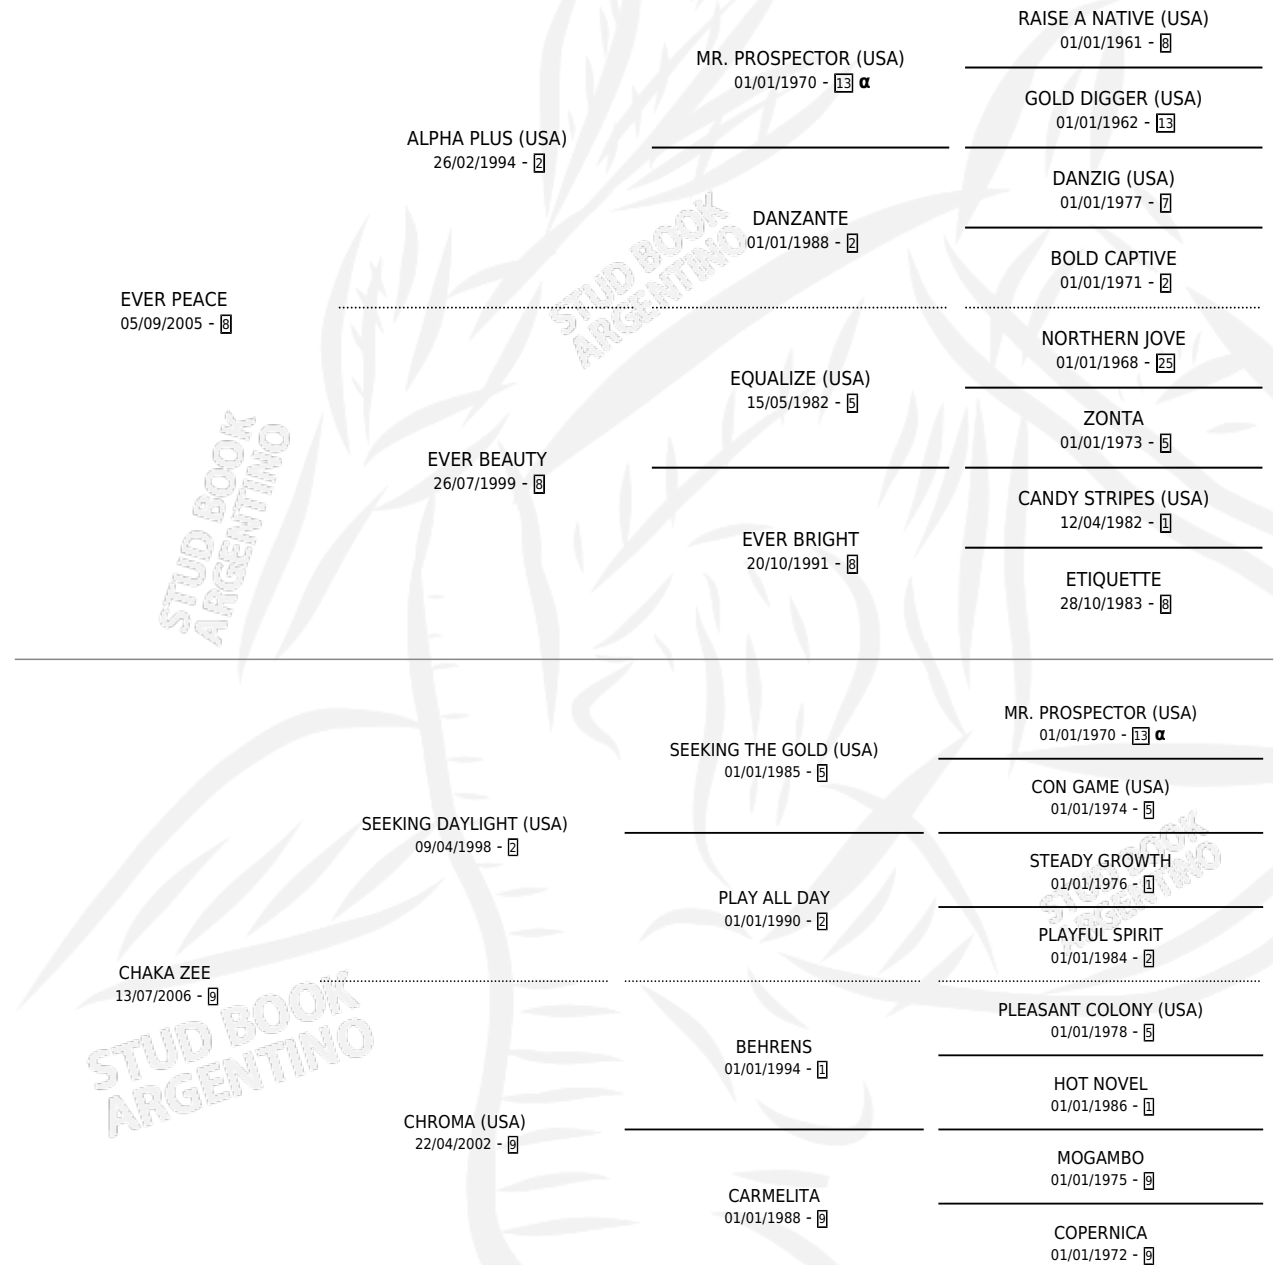 RAISE A NATIVE (USA)
01/01/1961 - 8
MR. PROSPECTOR (USA)
01/01/1970 - 13 α
GOLD DIGGER (USA)
01/01/1962 - 13
ALPHA PLUS (USA)
26/02/1994 - 2
DANZIG (USA)
01/01/1977 - 7
DANZANTE
01/01/1988 - 2
BOLD CAPTIVE
01/01/1971 - 2
EVER PEACE
05/09/2005 - 8
NORTHERN JOVE
01/01/1968 - 25
EQUALIZE (USA)
15/05/1982 - 5
ZONTA
01/01/1973 - 5
EVER BEAUTY
26/07/1999 - 8
CANDY STRIPES (USA)
12/04/1982 - 1
EVER BRIGHT
20/10/1991 - 8
ETIQUETTE
28/10/1983 - 8
STUD BOOK
ARGENTINO
STUD BOOK
ARGENTINO
MR. PROSPECTOR (USA)
01/01/1970 - 13 α
SEEKING THE GOLD (USA)
01/01/1985 - 5
CON GAME (USA)
01/01/1974 - 5
SEEKING DAYLIGHT (USA)
09/04/1998 - 2
STEADY GROWTH
01/01/1976 - 1
PLAY ALL DAY
01/01/1990 - 2
PLAYFUL SPIRIT
01/01/1984 - 2
CHAKA ZEE
13/07/2006 - 9
PLEASANT COLONY (USA)
01/01/1978 - 5
BEHRENS
01/01/1994 - 1
HOT NOVEL
01/01/1986 - 1
CHROMA (USA)
22/04/2002 - 9
MOGAMBO
01/01/1975 - 9
CARMELITA
01/01/1988 - 9
COPERNICA
01/01/1972 - 9
STUD BOOK
ARGENTINO
STUD BOOK
ARGENTINO